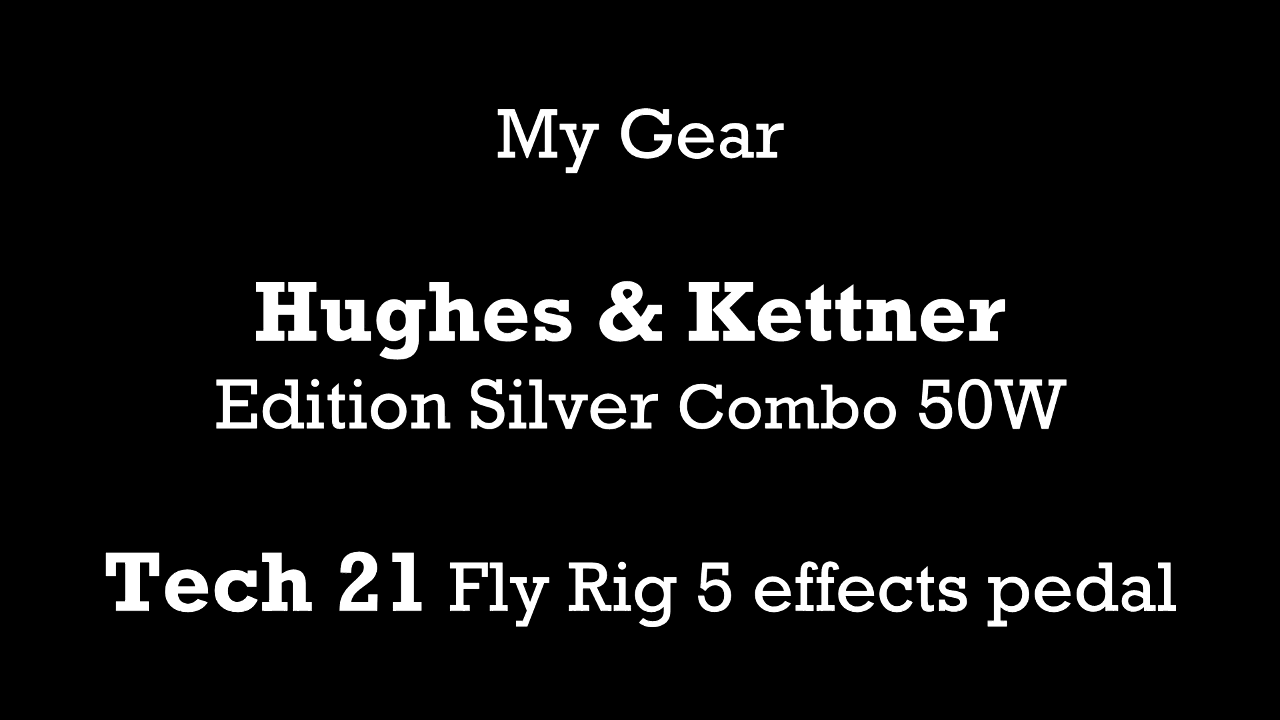 My Gear
Hughes & Kettner
Edition Silver Combo 50W
Tech 21 Fly Rig 5 effects pedal